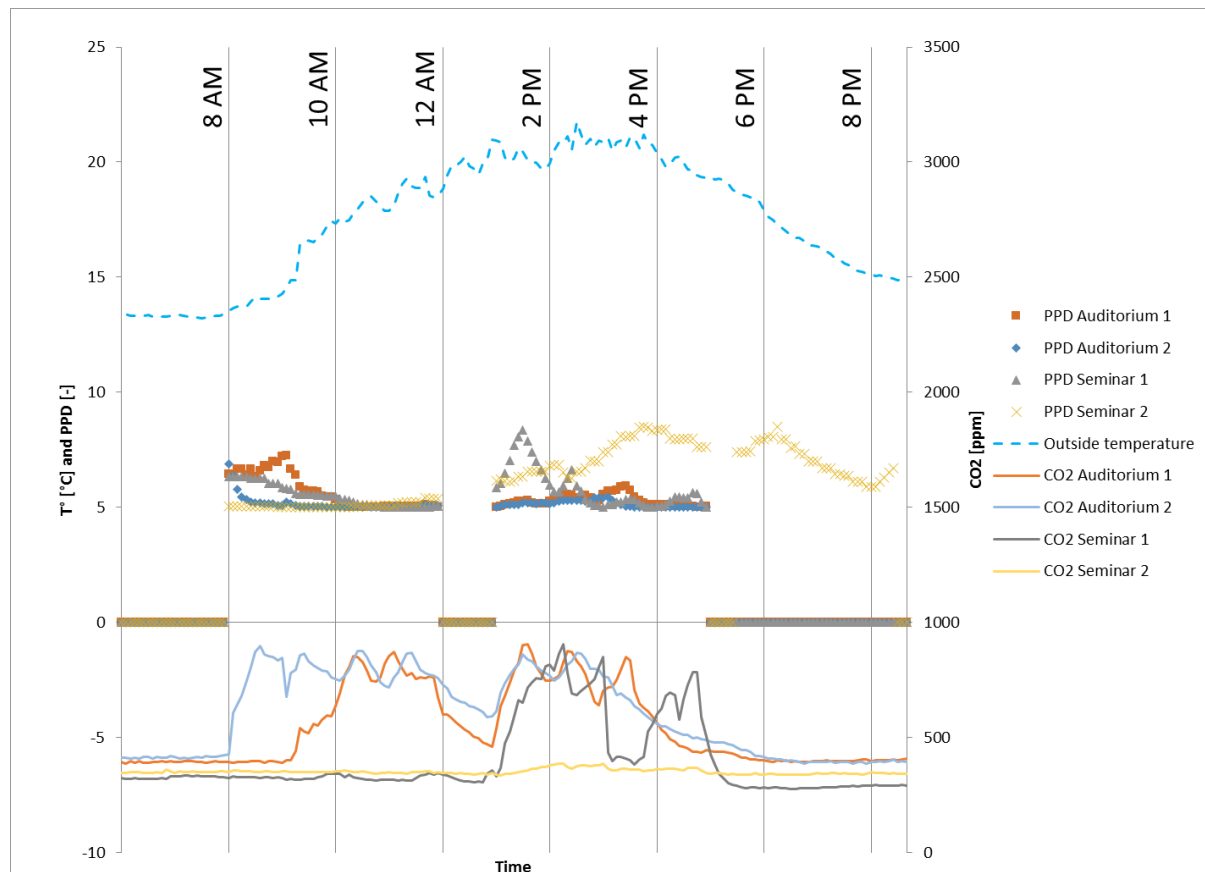 25
20
15
10
5
0
-5
-10
T° [°C] and PPD [-]
8 AM
10 AM
12 AM
2 PM
4 PM
6 PM
8 PM
3500
3000
2500
2000
1500
1000
500
0
CO2 [ppm]
Time
PPD Auditorium 1
PPD Auditorium 2
PPD Seminar 1
PPD Seminar 2
Outside temperature
CO2 Auditorium 1
CO2 Auditorium 2
CO2 Seminar 1
CO2 Seminar 2